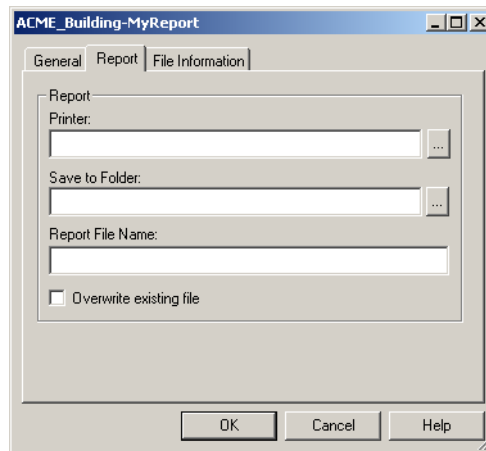 ACME_Building-MyReport
General Report File Information
Report
Printer:
...
Save to Folder:
...
Report File Name:
Overwrite existing file
OK Cancel Help